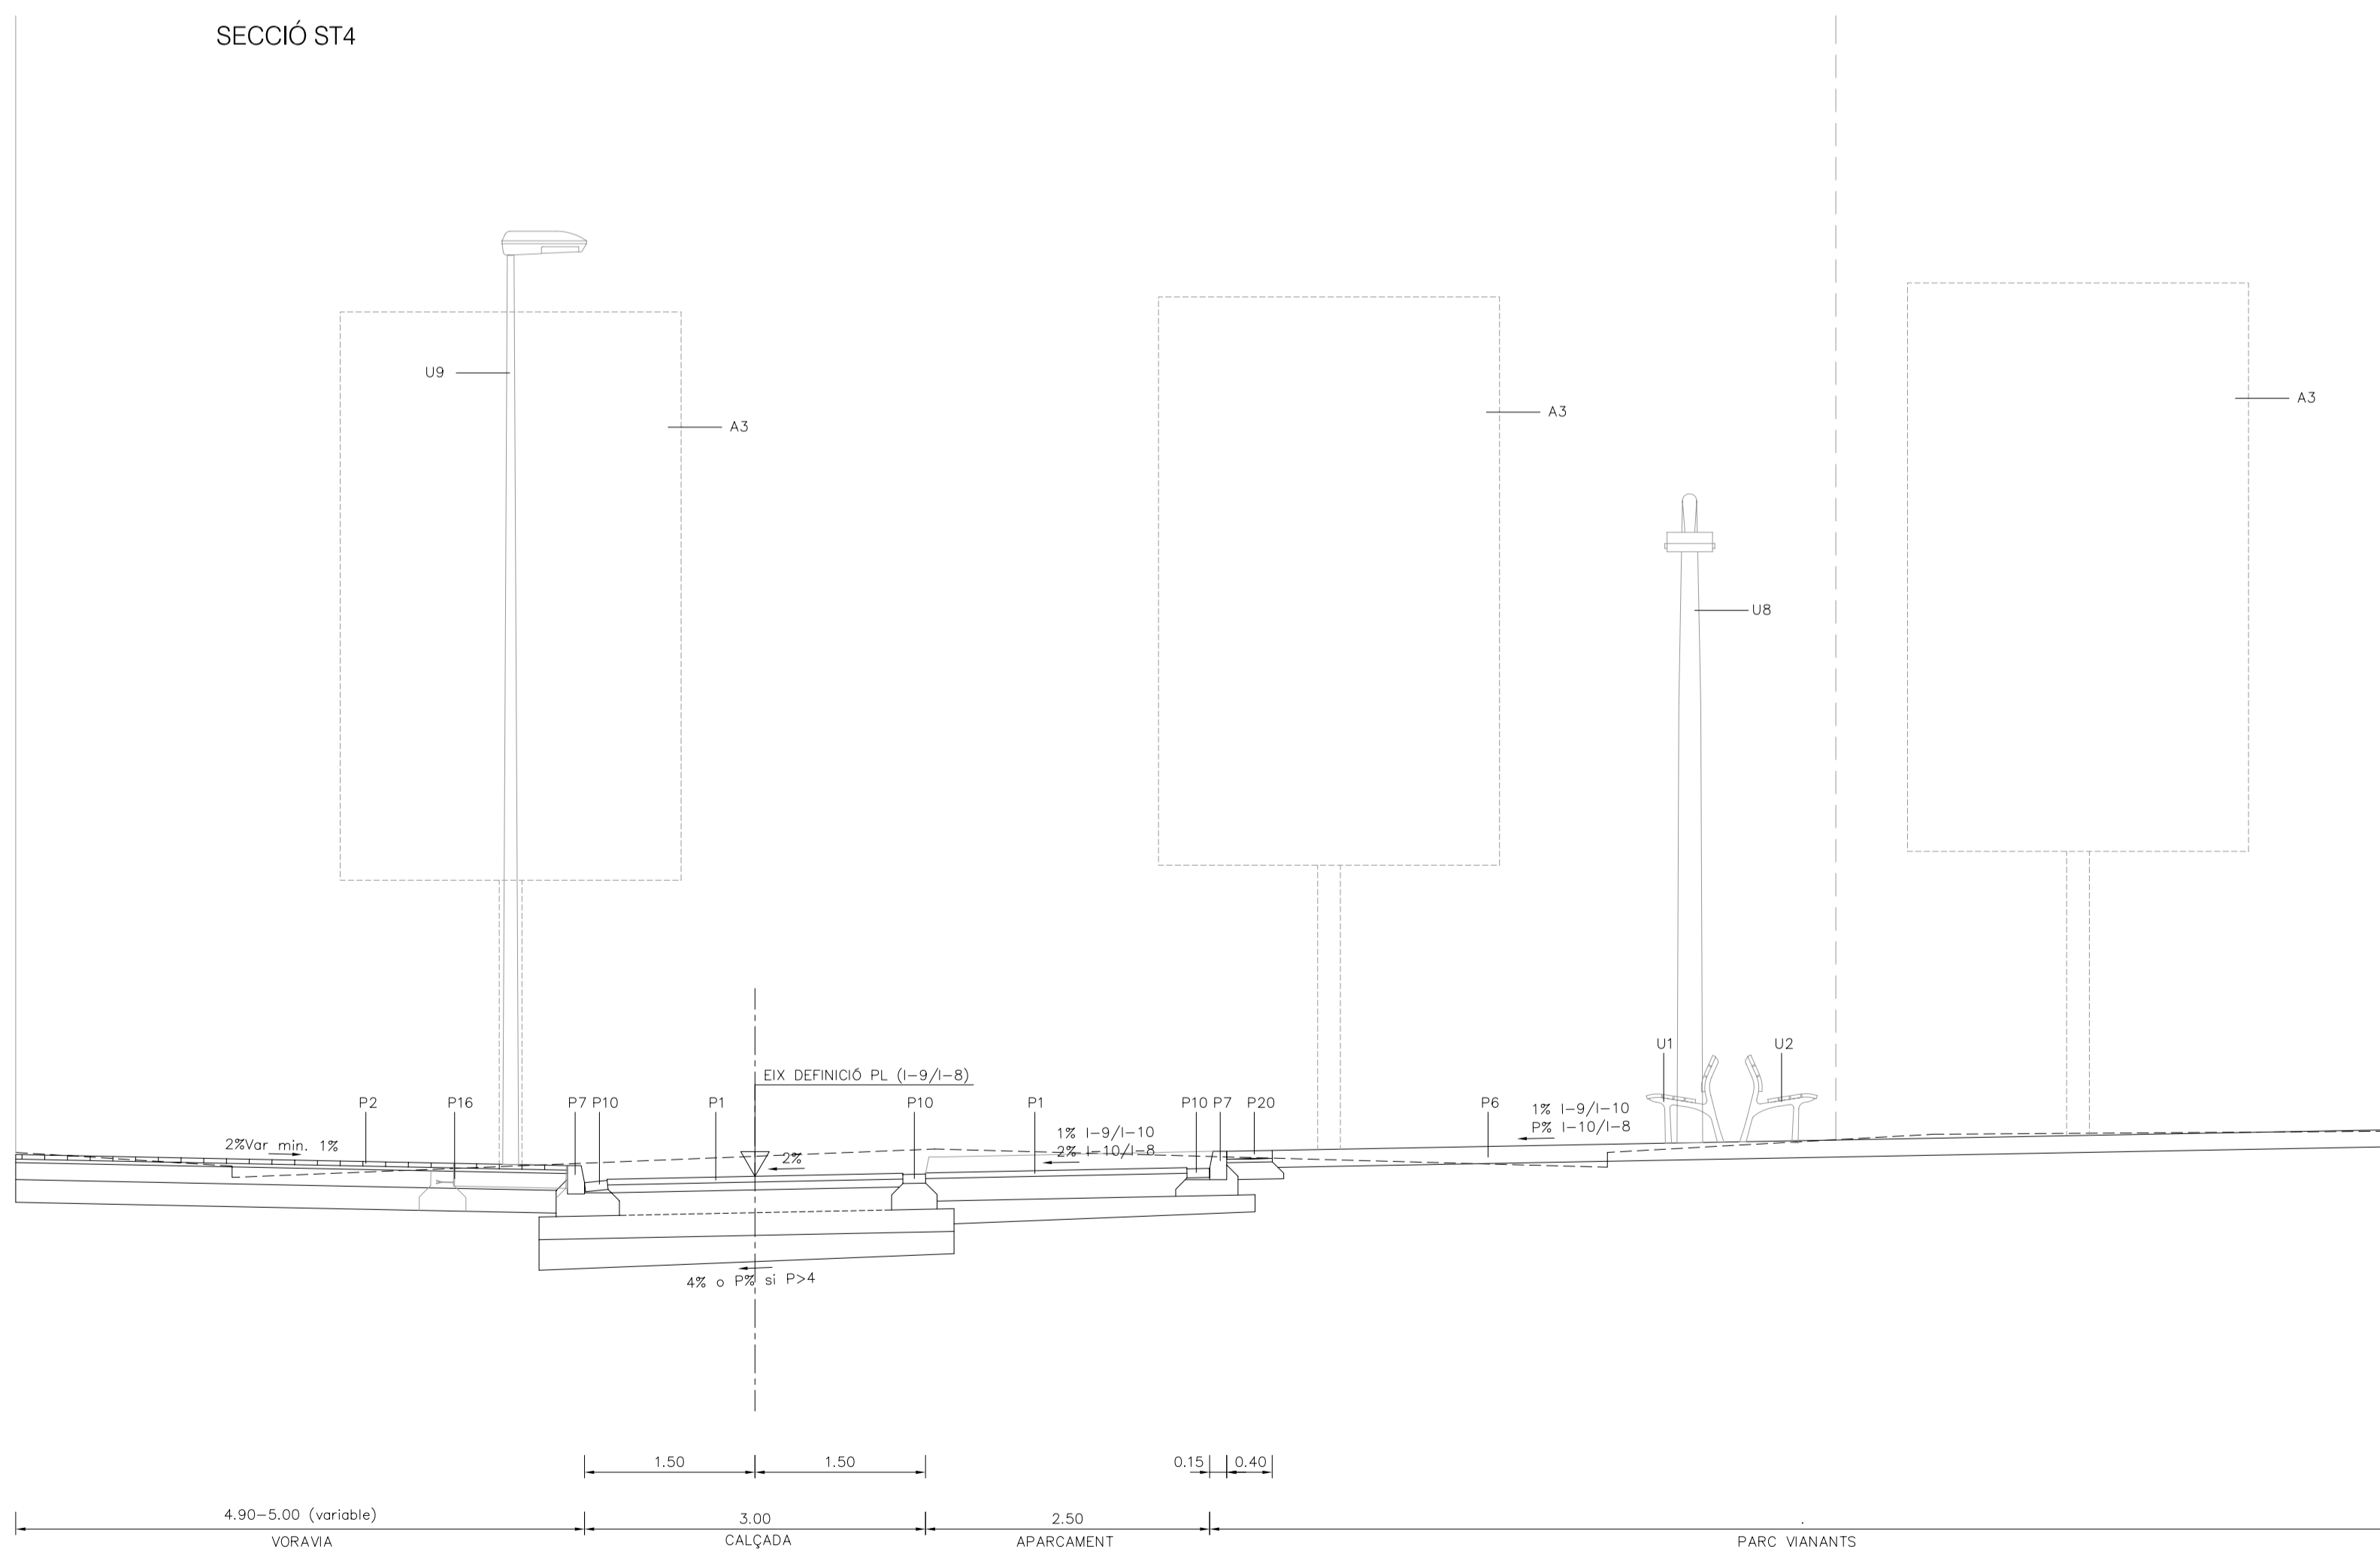 SECCIÓ ST4
U9
A3
A3
A3
U8
U1
U2
EIX DEFINICIÓ PL (I-9/I-8)
P2
P16
P7
P10
P1
P10
P1
P10
P7
P20
P6
1% I-9/I-10
P% I-10/I-8
1% I-9/I-10
2% I-10/I-8
2%Var min. 1%
2%
4% o P% si P>4
1.50
1.50
0.15
0.40
4.90-5.00 (variable)
3.00
2.50
.
VORAVIA
CALÇADA
APARCAMENT
PARC VIANANTS